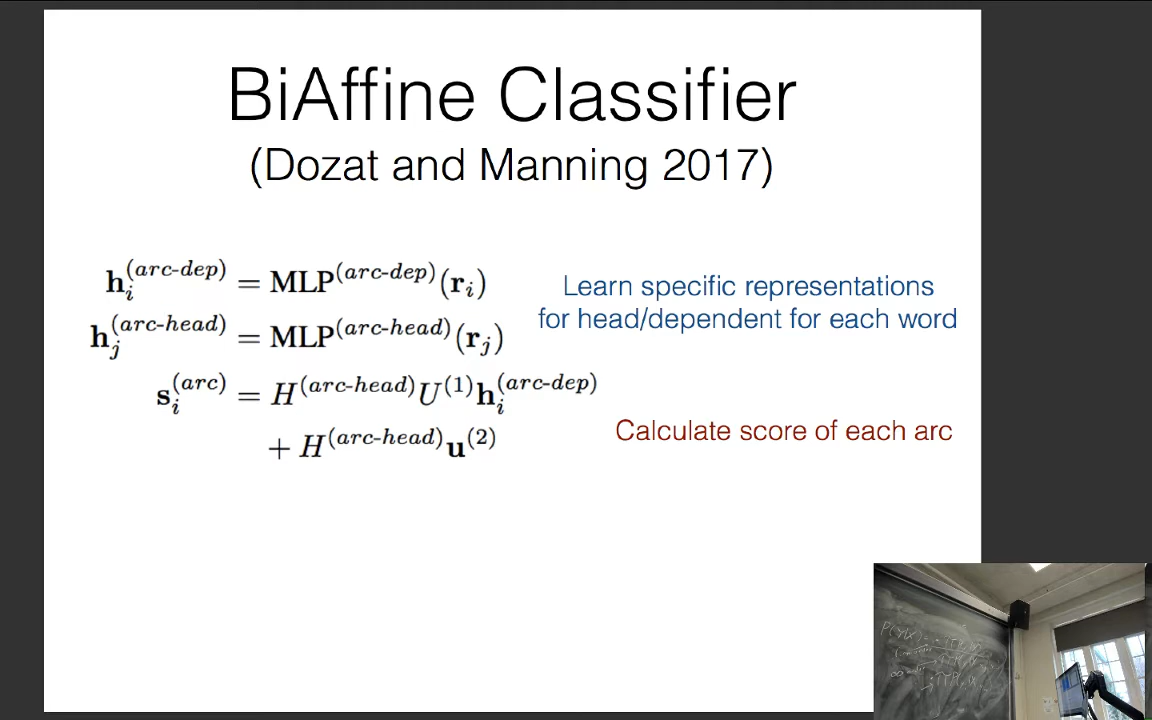 BiAffine Classifier
(Dozat and Manning 2017)
h_i^(arc-dep) = MLP^(arc-dep)(r_i)
h_j^(arc-head) = MLP^(arc-head)(r_j)
s_i^(arc) = H^(arc-head)U^(1)h_i^(arc-dep)
+ H^(arc-head)u^(2)
Learn specific representations
for head/dependent for each word
Calculate score of each arc
P(Y|X) =